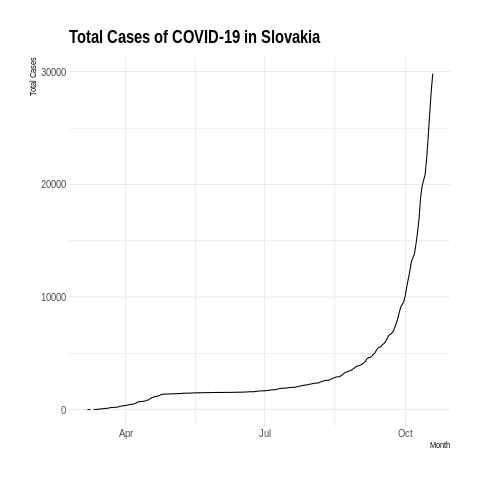 Total Cases of COVID-19 in Slovakia
Total Cases
30000
20000
10000
0
Apr
Jul
Oct
Month